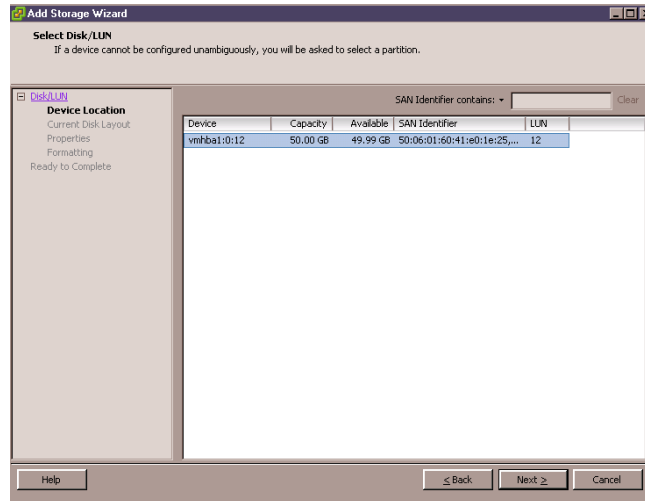 Add Storage Wizard
Select Disk/LUN
If a device cannot be configured unambiguously, you will be asked to select a partition.
Disk/LUN
Device Location
Current Disk Layout
Properties
Formatting
Ready to Complete
SAN Identifier contains:
Clear
Device Capacity Available SAN Identifier LUN
vmhba1:0:12 50.00 GB 49.99 GB 50:06:01:60:41:e0:1e:25,... 12
Help
< Back Next > Cancel